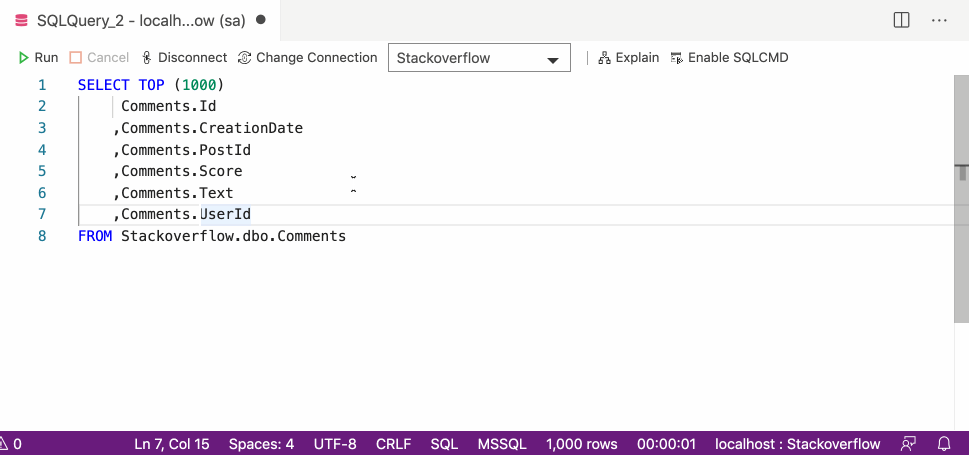 SQLQuery_2 - localh...ow (sa)
Run Cancel Disconnect Change Connection Stackoverflow Explain Enable SQLCMD
1 SELECT TOP (1000)
2 Comments.Id
3 ,Comments.CreationDate
4 ,Comments.PostId
5 ,Comments.Score
6 ,Comments.Text
7 ,Comments.UserId
8 FROM Stackoverflow.dbo.Comments
0 Ln 7, Col 15 Spaces: 4 UTF-8 CRLF SQL MSSQL 1,000 rows 00:00:01 localhost : Stackoverflow